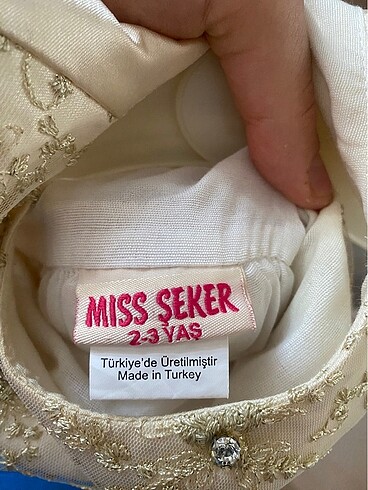 MISS ŞEKER
2-3 YAŞ
Türkiye'de Üretilmiştir
Made in Turkey